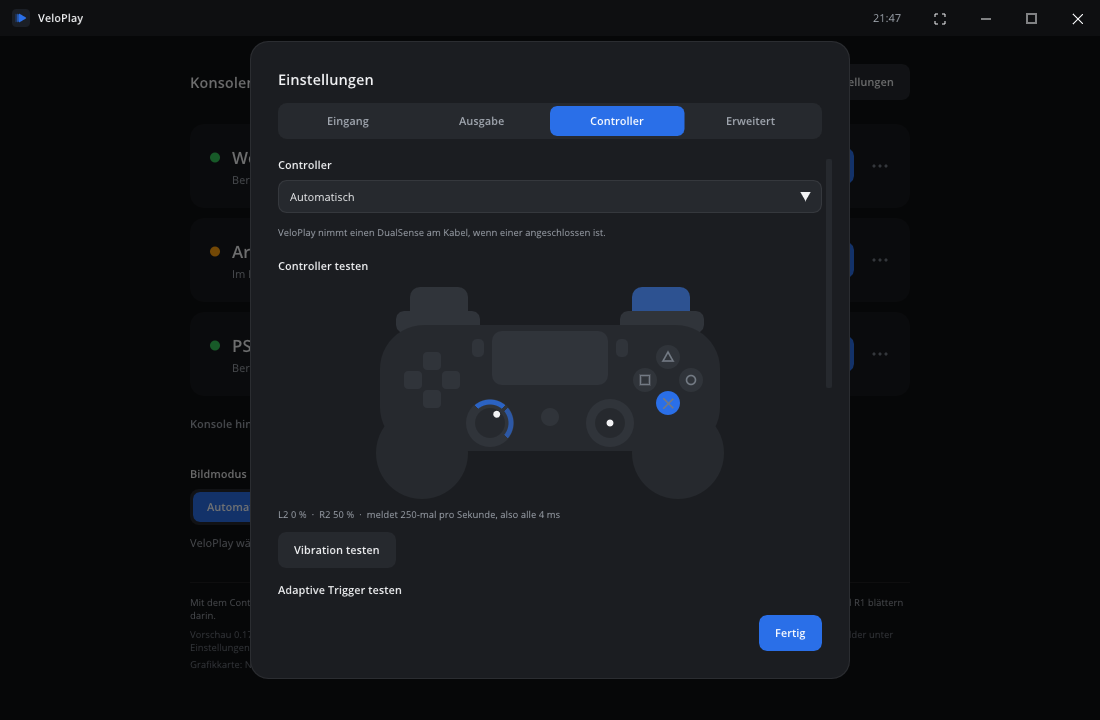 VeloPlay
21:47
Konsolen
Einstellungen
Eingang
Ausgabe
Controller
Erweitert
Controller
Automatisch
VeloPlay nimmt einen DualSense am Kabel, wenn einer angeschlossen ist.
Controller testen
L2 0 % · R2 50 % · meldet 250-mal pro Sekunde, also alle 4 ms
Vibration testen
Adaptive Trigger testen
Fertig
ellungen
Im
PS
Konsole hin
Bildmodus
Automa
VeloPlay wä
Mit dem Cont
R1 blättern
darin.
Vorschau 0.17
der unter
Einstellungen
Grafikkarte: N